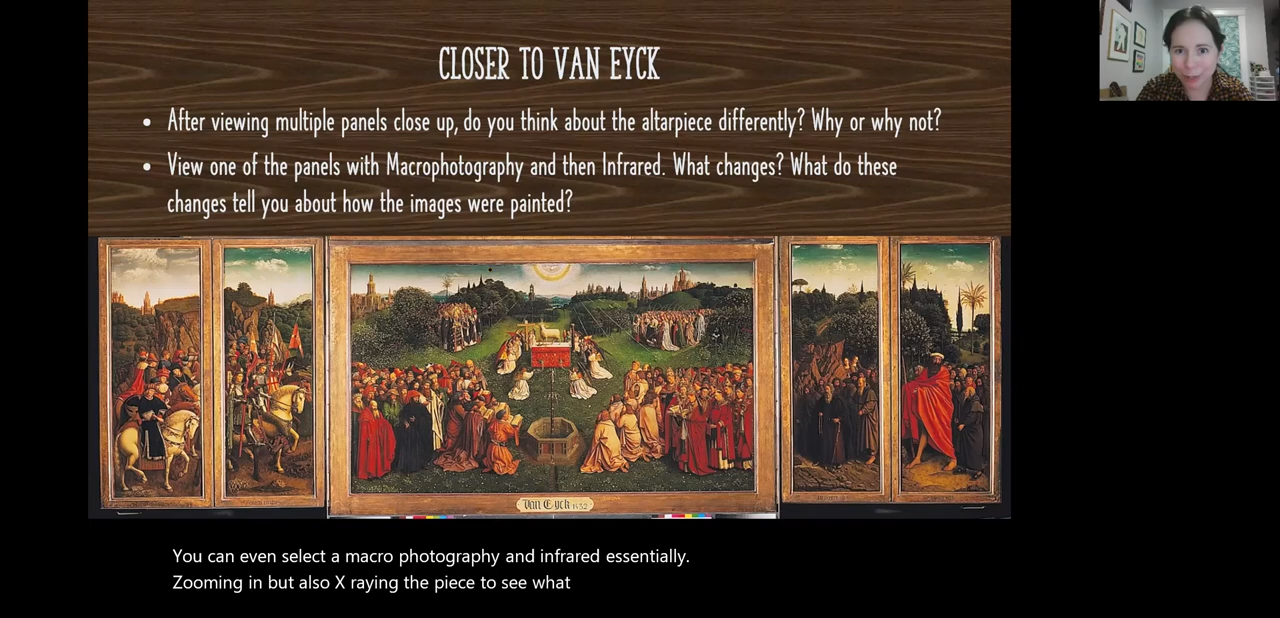 CLOSER TO VAN EYCK
• After viewing multiple panels close up, do you think about the altarpiece differently? Why or why not?
• View one of the panels with Macrophotography and then Infrared. What changes? What do these
changes tell you about how the images were painted?
Van Eyck 1432
You can even select a macro photography and infrared essentially.
Zooming in but also X raying the piece to see what